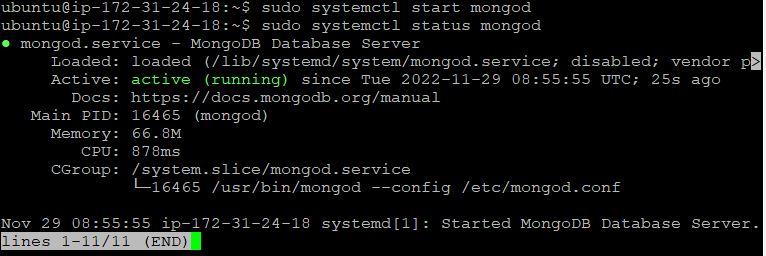 ubuntu@ip-172-31-24-18:~$ sudo systemctl start mongod
ubuntu@ip-172-31-24-18:~$ sudo systemctl status mongod
● mongod.service - MongoDB Database Server
     Loaded: loaded (/lib/systemd/system/mongod.service; disabled; vendor p>
     Active: active (running) since Tue 2022-11-29 08:55:55 UTC; 25s ago
       Docs: https://docs.mongodb.org/manual
   Main PID: 16465 (mongod)
     Memory: 66.8M
        CPU: 878ms
     CGroup: /system.slice/mongod.service
             └─16465 /usr/bin/mongod --config /etc/mongod.conf

Nov 29 08:55:55 ip-172-31-24-18 systemd[1]: Started MongoDB Database Server.
lines 1-11/11 (END)